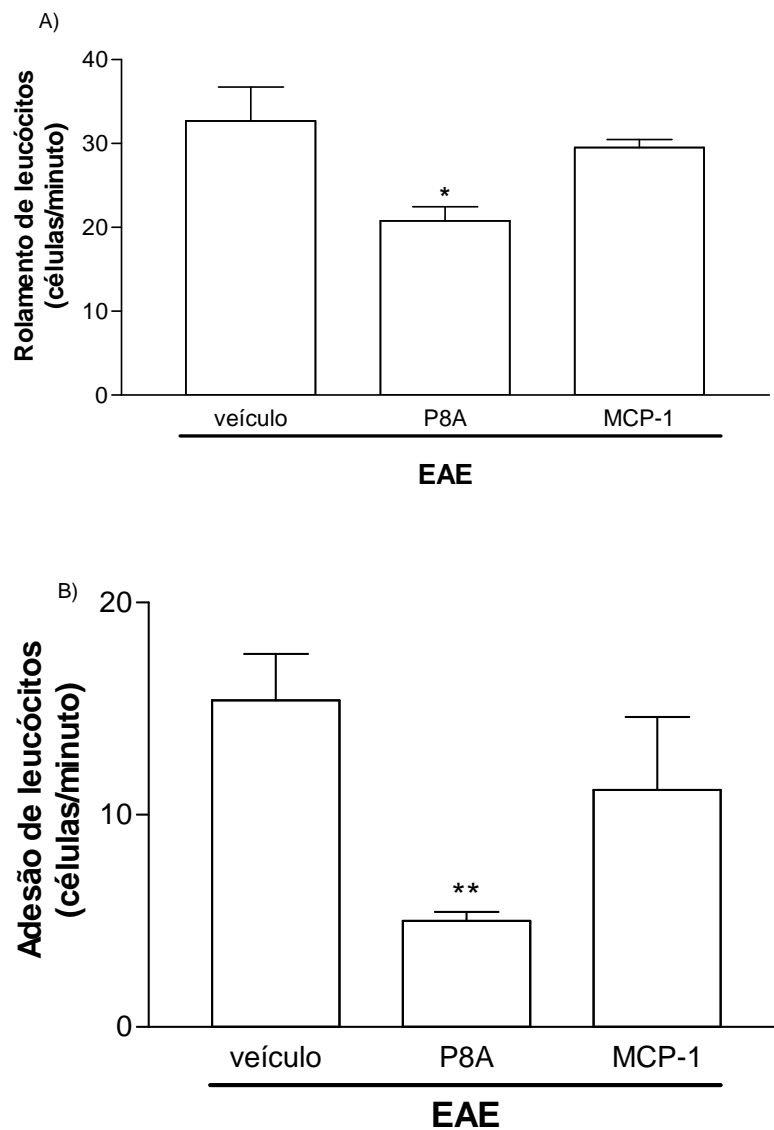 A)
Rolamento de leucócitos
(células/minuto)
40
30
20
10
0
*
veículo P8A MCP-1
EAE
B)
Adesão de leucócitos
(células/minuto)
20
10
0
**
veículo P8A MCP-1
EAE